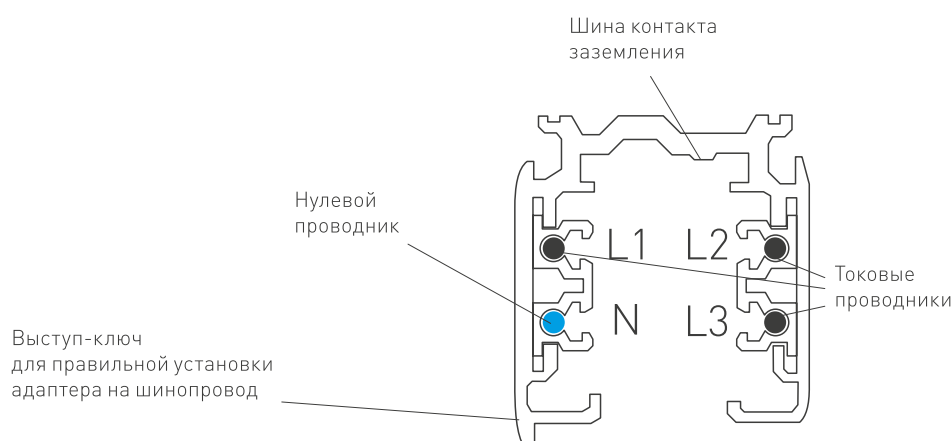 Шина контакта
заземления
Нулевой
проводник
L1
L2
Токовые
проводники
N
L3
Выступ-ключ
для правильной установки
адаптера на шинопровод